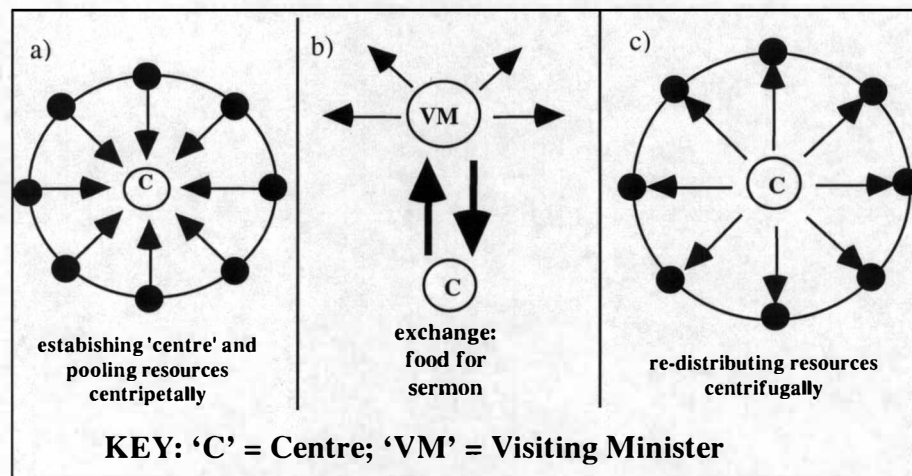 a)
C
estabishing 'centre' and
pooling resources
centripetally
b)
VM
C
exchange:
food for
sermon
c)
C
re-distributing resources
centrifugally
KEY: ‘C’ = Centre; ‘VM’ = Visiting Minister